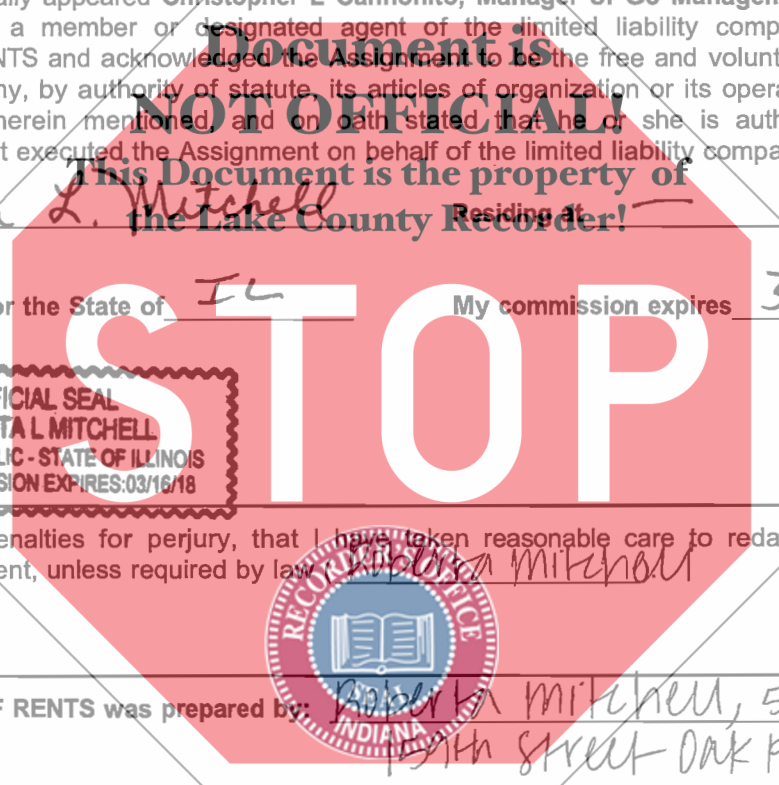 ally appeared Christopher L Cannonito, Manager of Go Managem
a member or designated agent of the limited liability comp
NTS and acknowledged the Assignment to be the free and volunt
ny, by authority of statute, its articles of organization or its opera
herein mentioned, and on oath stated that he or she is auth
t executed the Assignment on behalf of the limited liability compa
Document is
NOT OFFICIAL!
This Document is the property of
the Lake County Recorder!
L. Mitchell Residing at —
or the State of IL My commission expires 3
FICIAL SEAL
TA L MITCHELL
LIC - STATE OF ILLINOIS
SION EXPIRES:03/16/18
STOP
enalties for perjury, that I have taken reasonable care to reda
ent, unless required by law Roberta Mitchell
RECORDER'S OFFICE
SEAL
INDIANA
F RENTS was prepared by: Roberta Mitchell, 5
159th Street Oak F